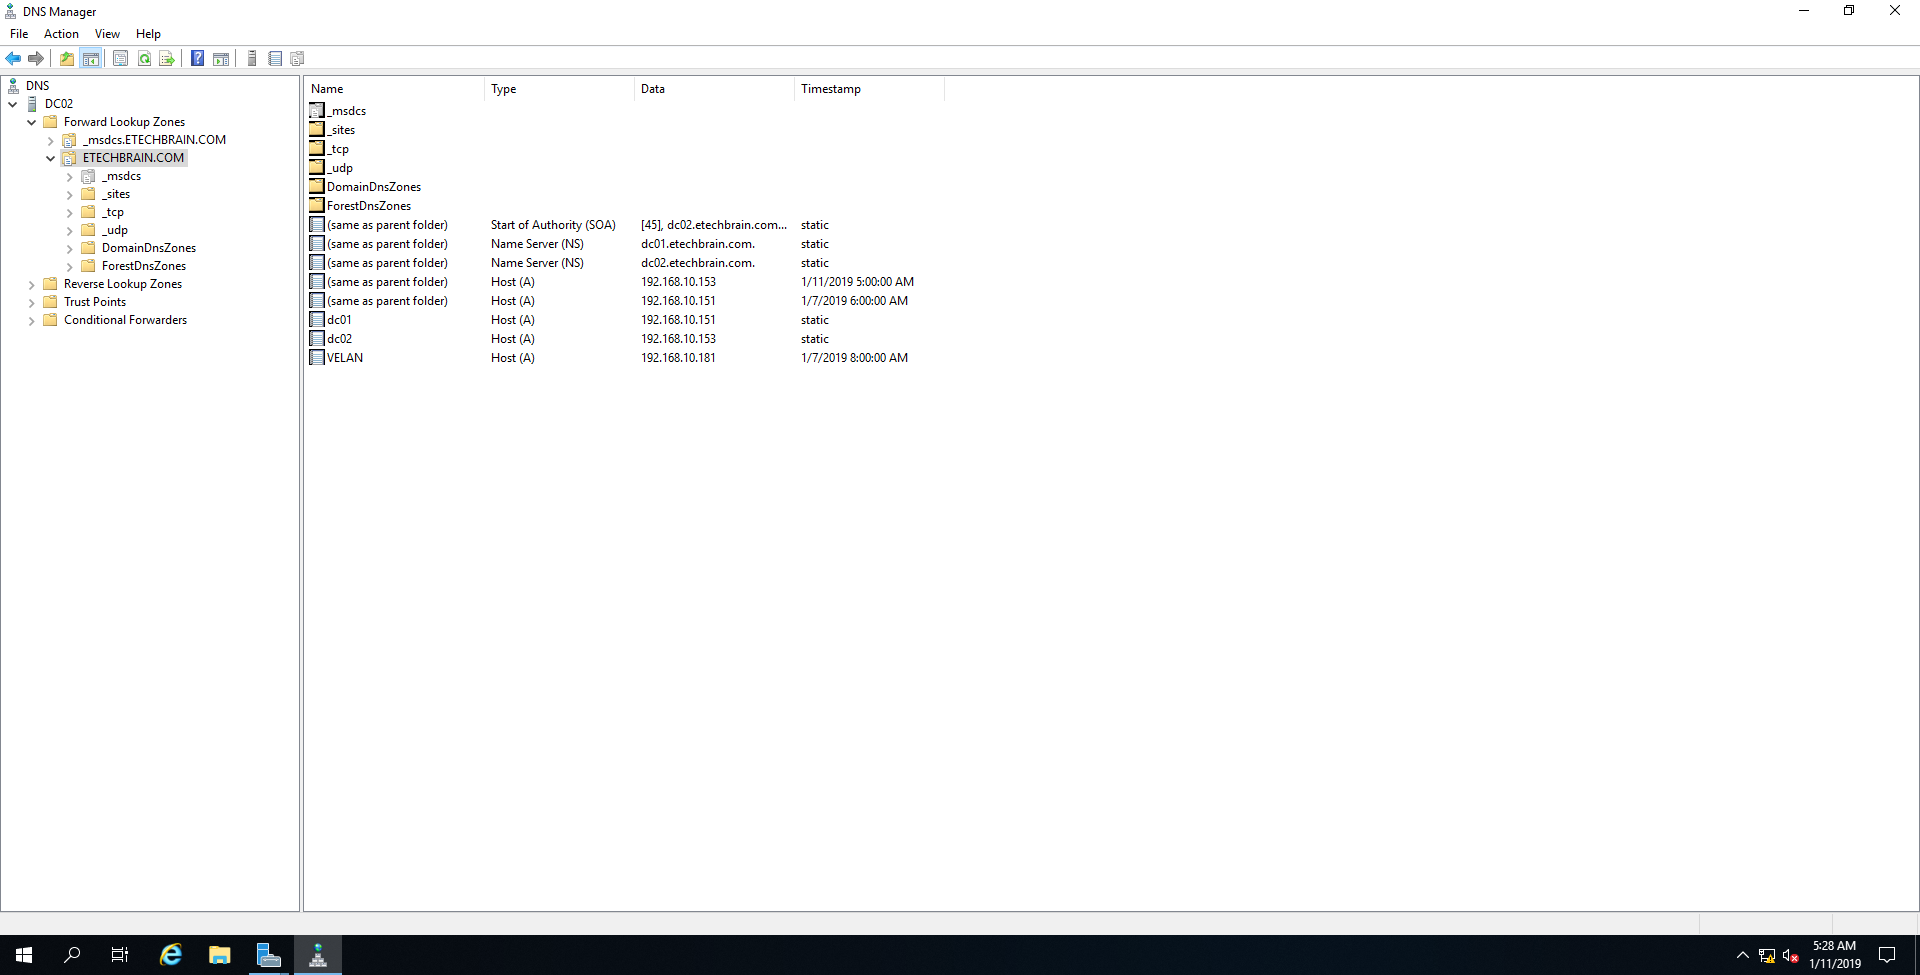 DNS Manager
File Action View Help
DNS
DC02
Forward Lookup Zones
_msdcs.ETECHBRAIN.COM
ETECHBRAIN.COM
_msdcs
_sites
_tcp
_udp
DomainDnsZones
ForestDnsZones
Reverse Lookup Zones
Trust Points
Conditional Forwarders
Name Type Data Timestamp
_msdcs
_sites
_tcp
_udp
DomainDnsZones
ForestDnsZones
(same as parent folder) Start of Authority (SOA) [45], dc02.etechbrain.com... static
(same as parent folder) Name Server (NS) dc01.etechbrain.com. static
(same as parent folder) Name Server (NS) dc02.etechbrain.com. static
(same as parent folder) Host (A) 192.168.10.153 1/11/2019 5:00:00 AM
(same as parent folder) Host (A) 192.168.10.151 1/7/2019 6:00:00 AM
dc01 Host (A) 192.168.10.151 static
dc02 Host (A) 192.168.10.153 static
VELAN Host (A) 192.168.10.181 1/7/2019 8:00:00 AM
5:28 AM
1/11/2019